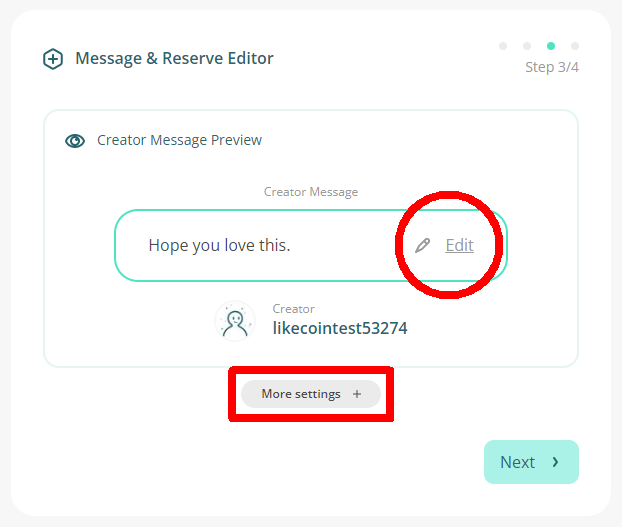 Message & Reserve Editor
Step 3/4
Creator Message Preview
Creator Message
Hope you love this.
Edit
Creator
likecointest53274
More settings +
Next